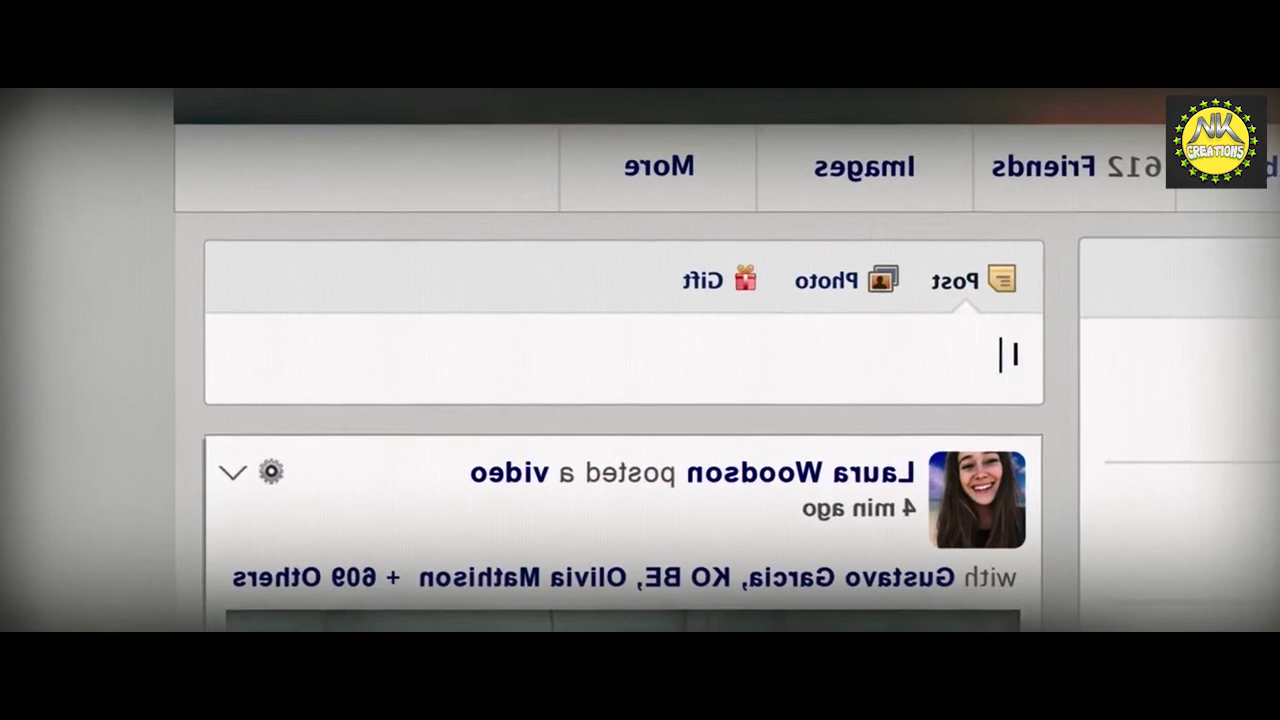 NK
CREATIONS
612 Friends
Images
More
Post
Photo
Gift
I
Laura Woodson posted a video
4 min ago
with Gustavo Garcia, KO BE, Olivia Mathison + 609 Others